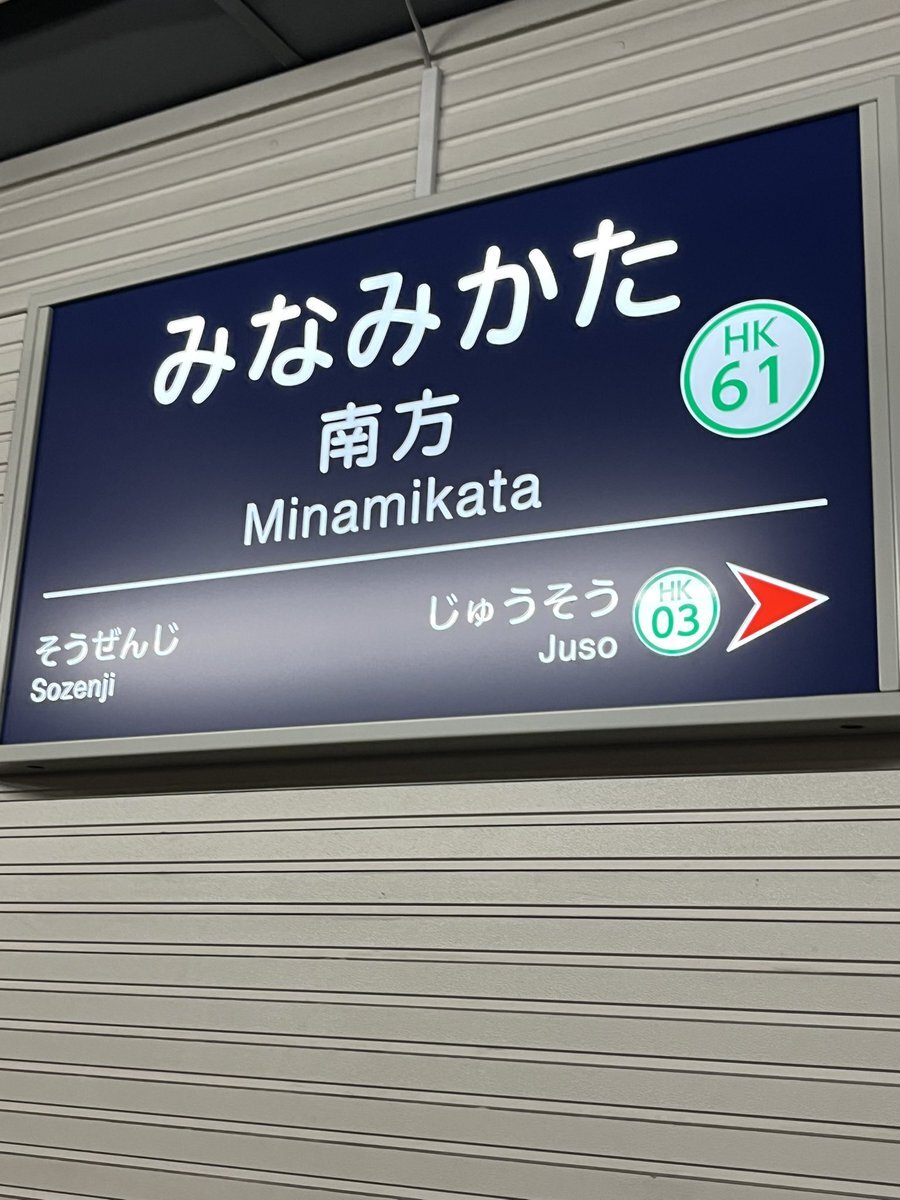 みなみかた
南方
Minamikata
HK
61
そうぜんじ
Sozenji
じゅうそう
Juso
HK
03